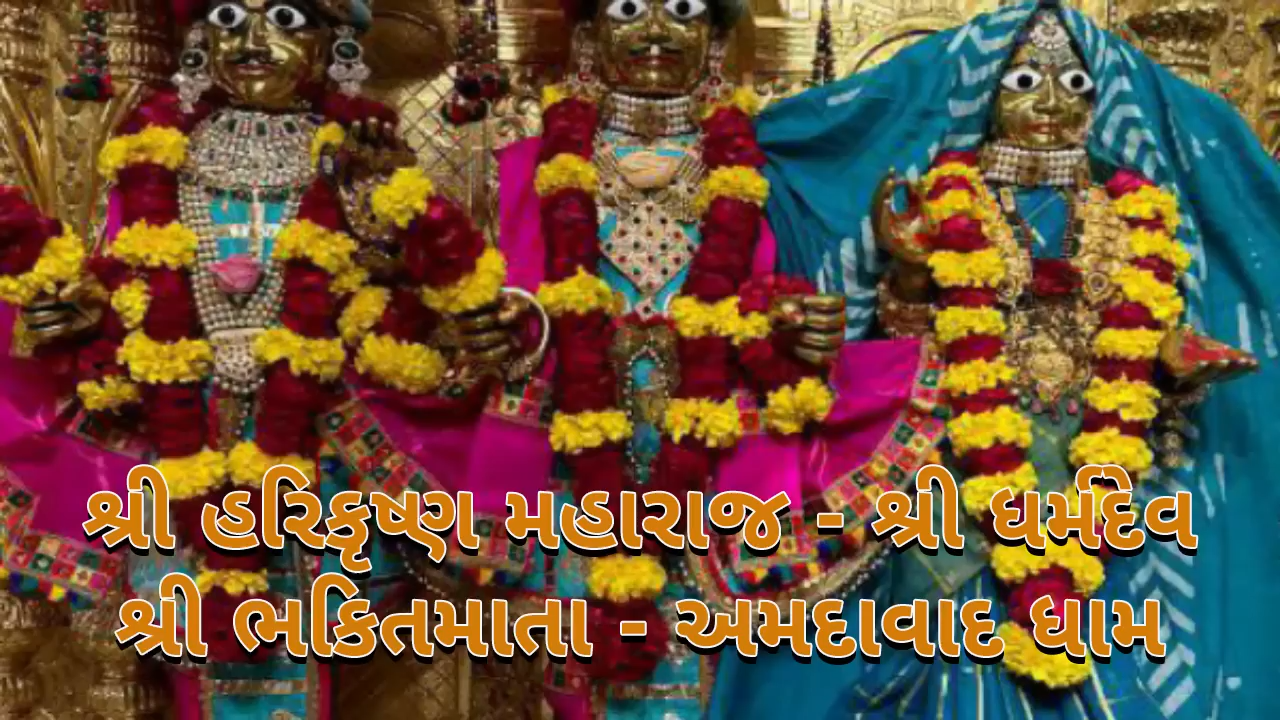 શ્રી હરિકૃષ્ણ મહારાજ - શ્રી ધર્મદેવ
શ્રી ભકિતમાતા - અમદાવાદ ધામ